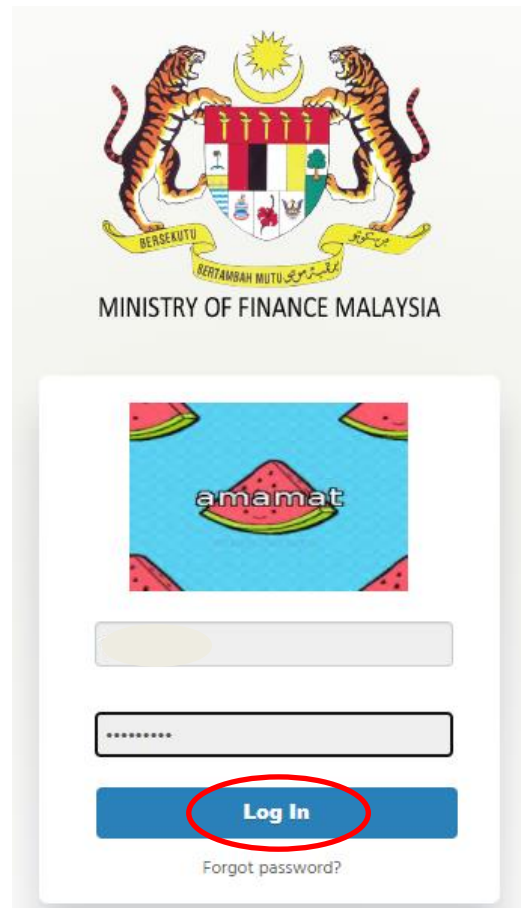 BERSEKUTU
BERTAMBAH MUTU
MINISTRY OF FINANCE MALAYSIA
amamat
•••••••••
Log In
Forgot password?